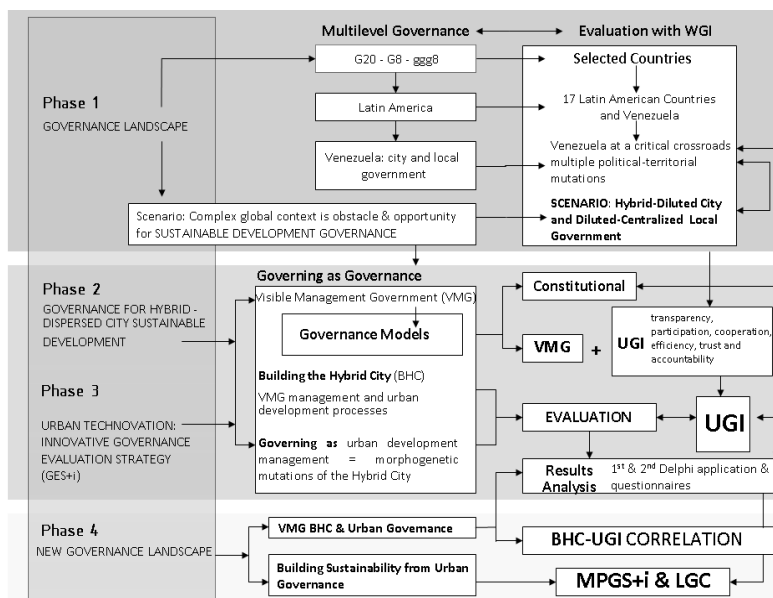 Multilevel Governance
Evaluation with WGI
G20 - G8 - ggg8
Selected Countries
Phase 1
GOVERNANCE LANDSCAPE
Latin America
17 Latin American Countries
and Venezuela
Venezuela: city and local
government
Venezuela at a critical crossroads
multiple political-territorial
mutations
Scenario: Complex global context is obstacle & opportunity
for SUSTAINABLE DEVELOPMENT GOVERNANCE
SCENARIO: Hybrid-Diluted City
and Diluted-Centralized Local
Government
Phase 2
GOVERNANCE FOR HYBRID -
DISPERSED CITY SUSTAINABLE
DEVELOPMENT
Governing as Governance
Visible Management Government (VMG)
Governance Models
Building the Hybrid City (BHC)
VMG management and urban
development processes
Governing as urban development
management = morphogenetic
mutations of the Hybrid City
Constitutional
VMG
+
UGI
transparency,
participation, cooperation,
efficiency, trust and
accountability
Phase 3
URBAN TECHNOVATION:
INNOVATIVE GOVERNANCE
EVALUATION STRATEGY
(GES+i)
EVALUATION
UGI
Results
Analysis
1st & 2nd Delphi application &
questionnaires
Phase 4
NEW GOVERNANCE LANDSCAPE
VMG BHC & Urban Governance
BHC-UGI CORRELATION
Building Sustainability from Urban
Governance
MPGS+i & LGC